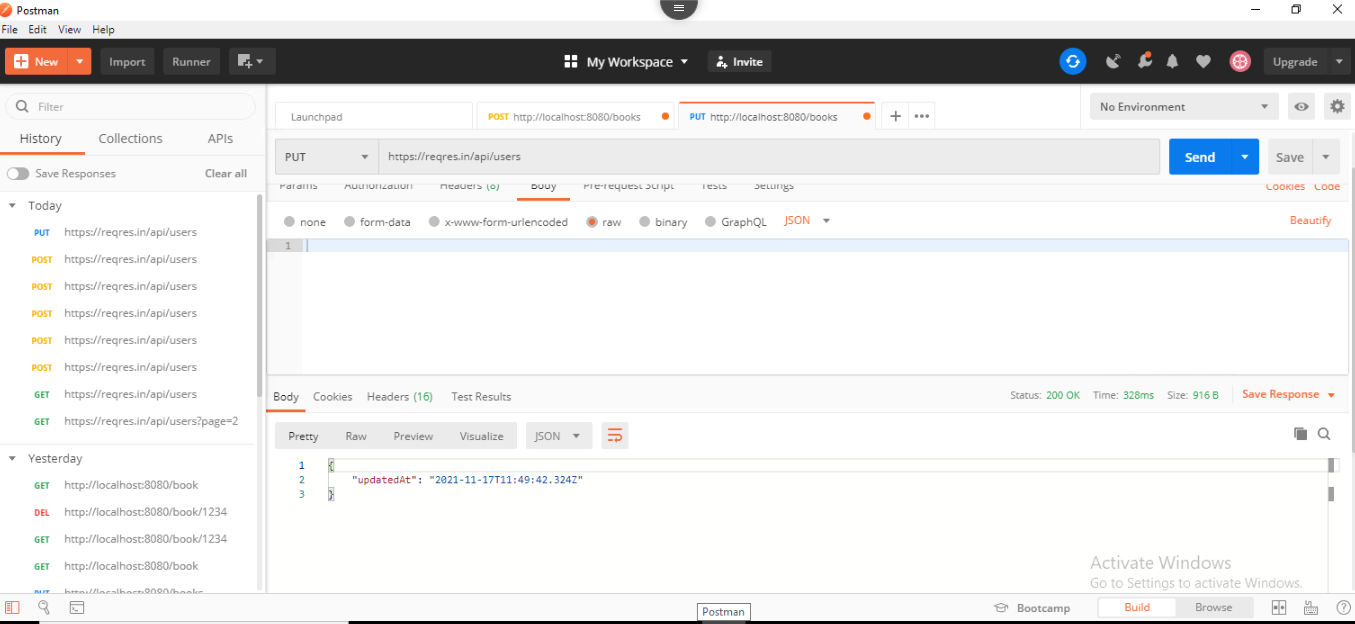 Postman
File Edit View Help
New Import Runner My Workspace Invite Upgrade
Filter
History Collections APIs
Save Responses Clear all
Today
PUT https://reqres.in/api/users
POST https://reqres.in/api/users
POST https://reqres.in/api/users
POST https://reqres.in/api/users
POST https://reqres.in/api/users
POST https://reqres.in/api/users
GET https://reqres.in/api/users
GET https://reqres.in/api/users?page=2
Yesterday
GET http://localhost:8080/book
DEL http://localhost:8080/book/1234
GET http://localhost:8080/book/1234
GET http://localhost:8080/book
PUT http://localhost:8080/books
Launchpad POST http://localhost:8080/books PUT http://localhost:8080/books No Environment
PUT https://reqres.in/api/users Send Save
Params Authorization Headers (8) Body Pre-request Script Tests Settings Cookies Code
none form-data x-www-form-urlencoded raw binary GraphQL JSON Beautify
1
Body Cookies Headers (16) Test Results Status: 200 OK Time: 328ms Size: 916 B Save Response
Pretty Raw Preview Visualize JSON
1 {
2 "updatedAt": "2021-11-17T11:49:42.324Z"
3 }
Activate Windows
Go to Settings to activate Windows.
Postman Bootcamp Build Browse